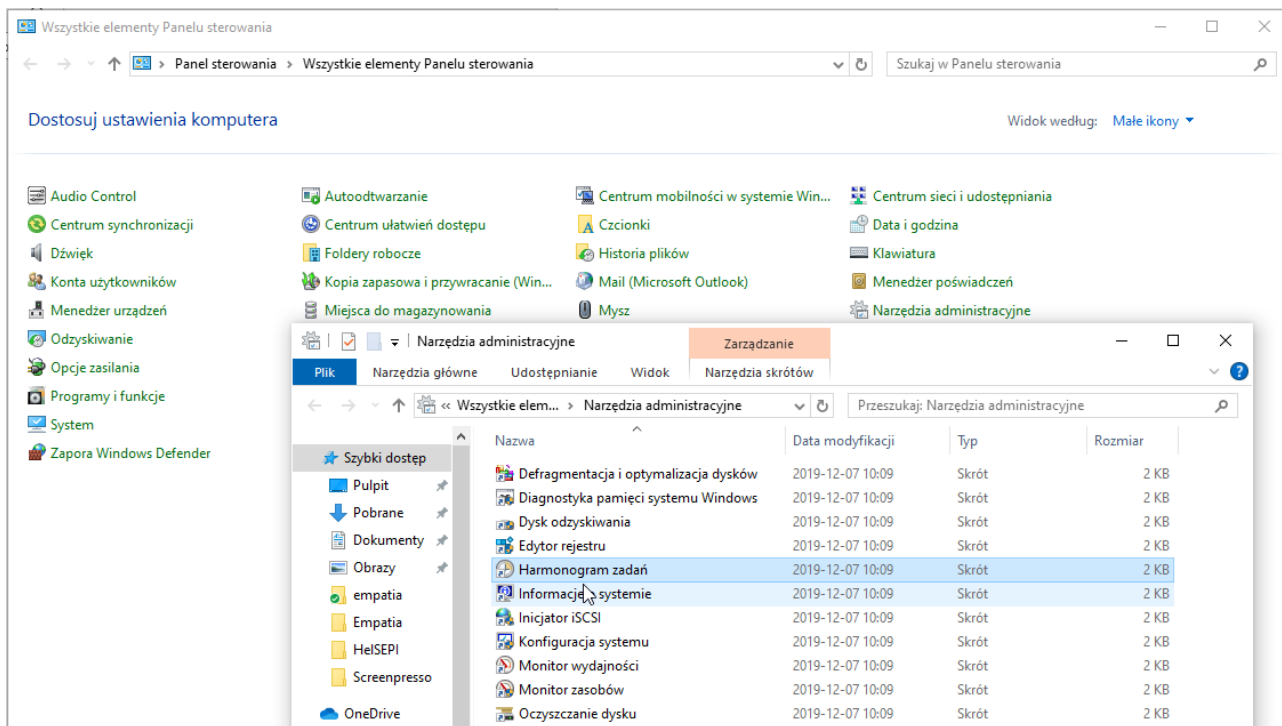 Wszystkie elementy Panelu sterowania
Panel sterowania > Wszystkie elementy Panelu sterowania
Szukaj w Panelu sterowania
Dostosuj ustawienia komputera
Widok według: Małe ikony
Audio Control
Autoodtwarzanie
Centrum mobilności w systemie Win...
Centrum sieci i udostępniania
Centrum synchronizacji
Centrum ułatwień dostępu
Czcionki
Data i godzina
Dźwięk
Foldery robocze
Historia plików
Klawiatura
Konta użytkowników
Kopia zapasowa i przywracanie (Win...
Mail (Microsoft Outlook)
Menedżer poświadczeń
Menedżer urządzeń
Miejsca do magazynowania
Mysz
Narzędzia administracyjne
Odzyskiwanie
Opcje zasilania
Programy i funkcje
System
Zapora Windows Defender
Narzędzia administracyjne
Zarządzanie
Plik
Narzędzia główne
Udostępnianie
Widok
Narzędzia skrótów
« Wszystkie elem... > Narzędzia administracyjne
Przeszukaj: Narzędzia administracyjne
Szybki dostęp
Pulpit
Pobrane
Dokumenty
Obrazy
empatia
Empatia
HelSEPI
Screenpresso
OneDrive
Nazwa Data modyfikacji Typ Rozmiar
Defragmentacja i optymalizacja dysków 2019-12-07 10:09 Skrót 2 KB
Diagnostyka pamięci systemu Windows 2019-12-07 10:09 Skrót 2 KB
Dysk odzyskiwania 2019-12-07 10:09 Skrót 2 KB
Edytor rejestru 2019-12-07 10:09 Skrót 2 KB
Harmonogram zadań 2019-12-07 10:09 Skrót 2 KB
Informacje o systemie 2019-12-07 10:09 Skrót 2 KB
Inicjator iSCSI 2019-12-07 10:09 Skrót 2 KB
Konfiguracja systemu 2019-12-07 10:09 Skrót 2 KB
Monitor wydajności 2019-12-07 10:09 Skrót 2 KB
Monitor zasobów 2019-12-07 10:09 Skrót 2 KB
Oczyszczanie dysku 2019-12-07 10:09 Skrót 2 KB